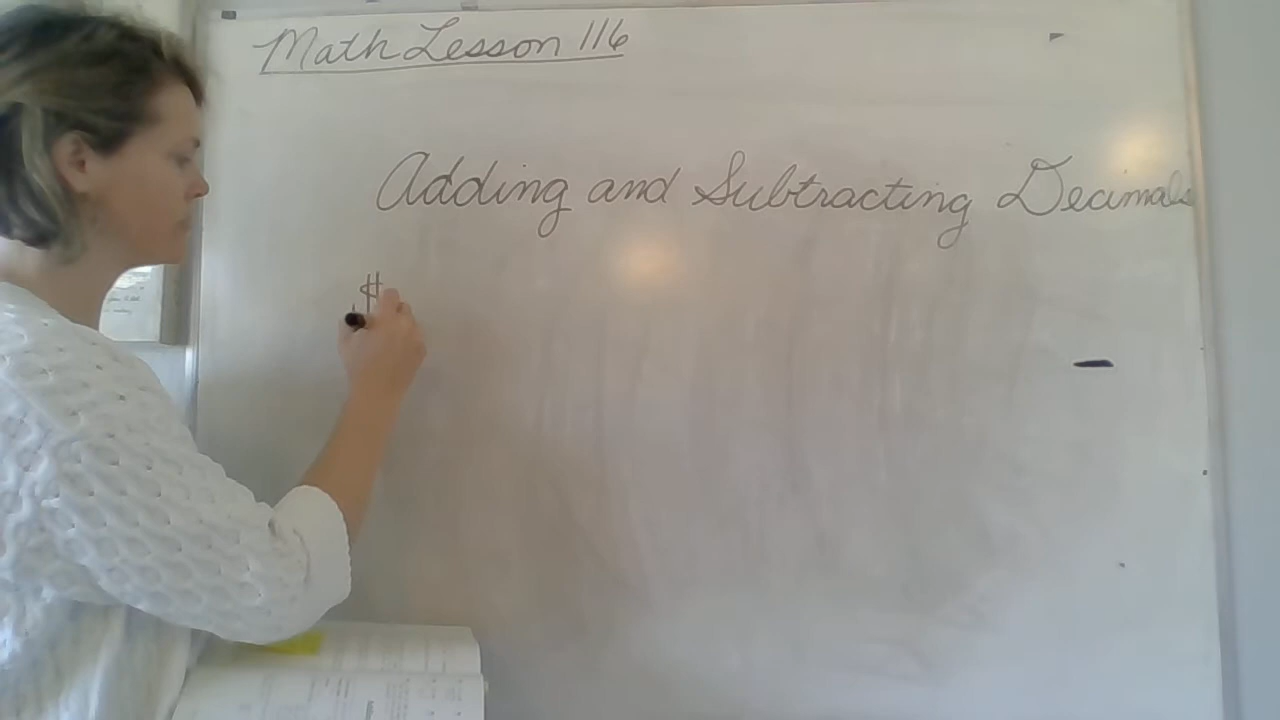 Math Lesson 116
Adding and Subtracting Decimals
$